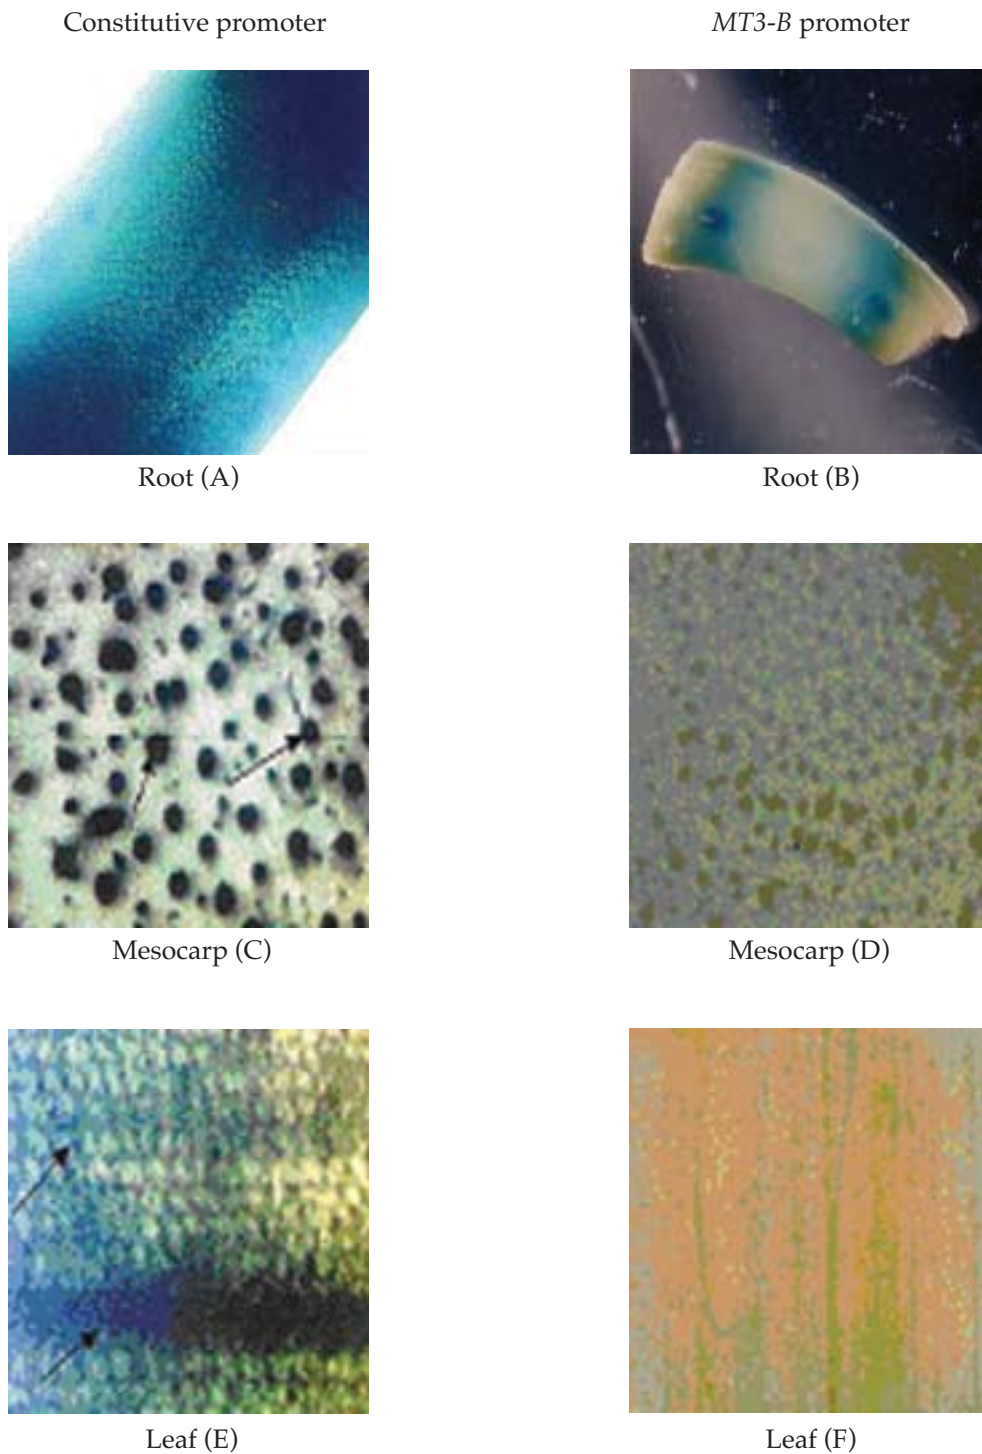 Constitutive promoter
MT3-B promoter
Root (A)
Root (B)
Mesocarp (C)
Mesocarp (D)
Leaf (E)
Leaf (F)